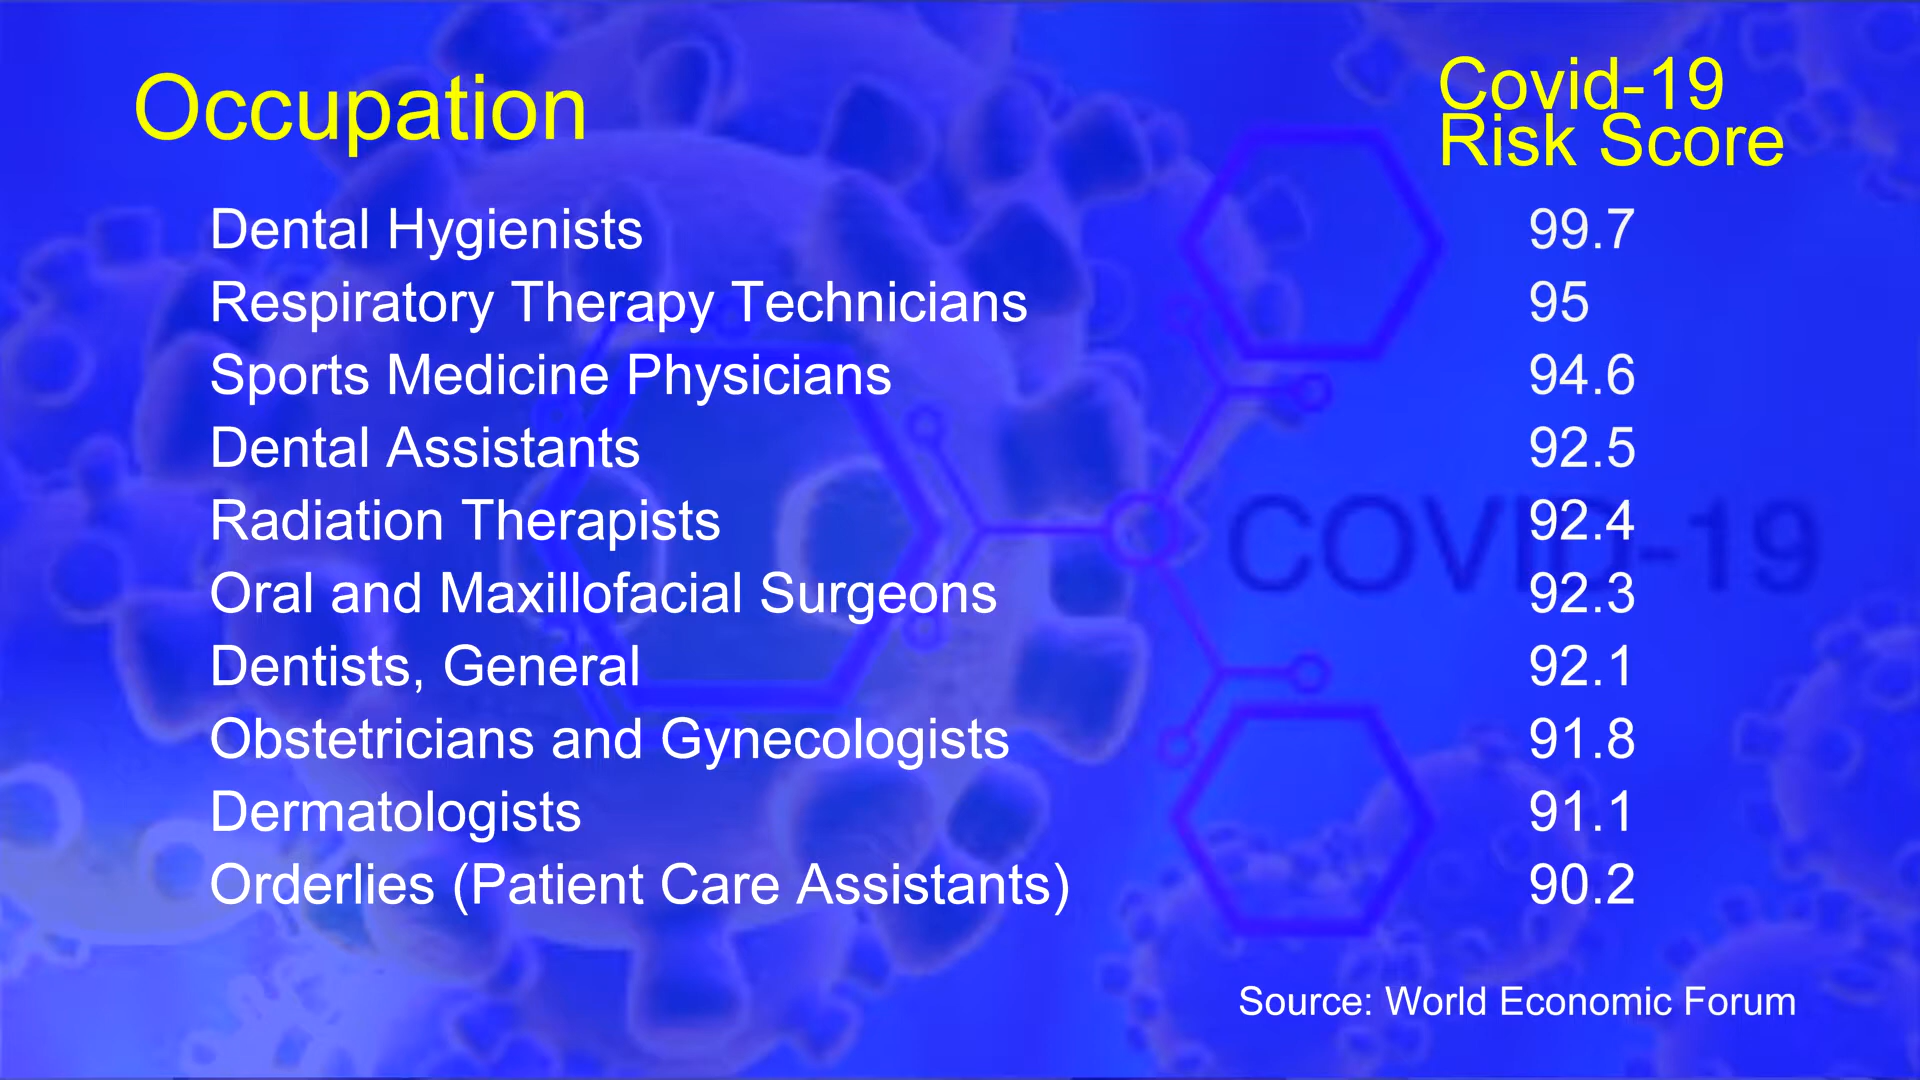 Occupation
Covid-19
Risk Score
Dental Hygienists 99.7
Respiratory Therapy Technicians 95
Sports Medicine Physicians 94.6
Dental Assistants 92.5
Radiation Therapists 92.4
COVID-19
Oral and Maxillofacial Surgeons 92.3
Dentists, General 92.1
Obstetricians and Gynecologists 91.8
Dermatologists 91.1
Orderlies (Patient Care Assistants) 90.2
Source: World Economic Forum